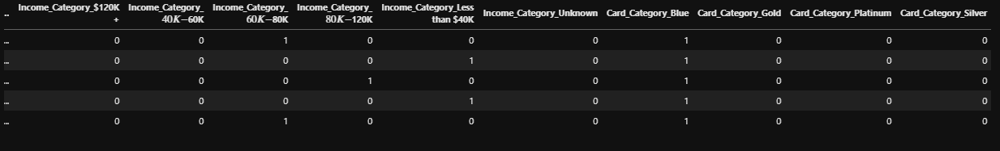 .. Income_Category_$120K + Income_Category_ 40K−60K Income_Category_ 60K−80K Income_Category_ 80K−120K Income_Category_Less than $40K Income_Category_Unknown Card_Category_Blue Card_Category_Gold Card_Category_Platinum Card_Category_Silver
... 0 0 1 0 0 0 1 0 0 0
... 0 0 0 0 1 0 1 0 0 0
... 0 0 0 1 0 0 1 0 0 0
... 0 0 0 0 1 0 1 0 0 0
... 0 0 1 0 0 0 1 0 0 0